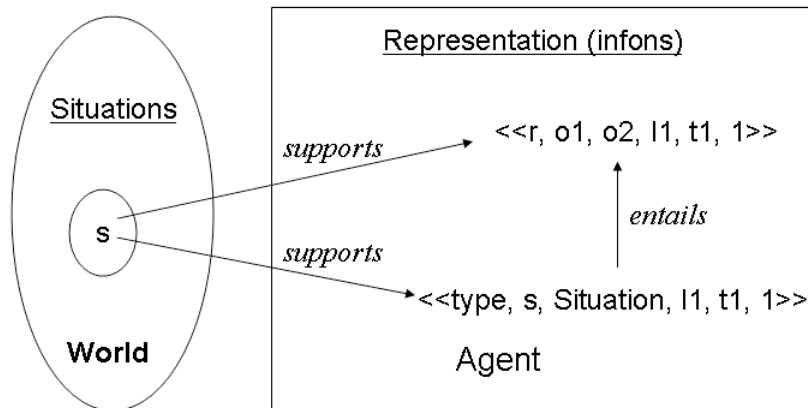 Representation (infons)
Situations
<<r, o1, o2, l1, t1, 1>>
supports
entails
s
supports
<<type, s, Situation, l1, t1, 1>>
World
Agent